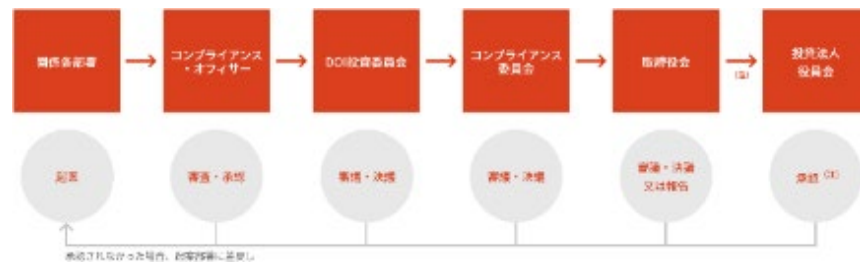 関係各部署
コンプライアンス
・オフィサー
DOI投資委員会
コンプライアンス
委員会
取締役会
(注)
投資法人
役員会
起案
審査・承認
審議・決議
審議・決議
審議・決議
又は報告
承認 (注)
承認されなかった場合、起案部署に差戻し